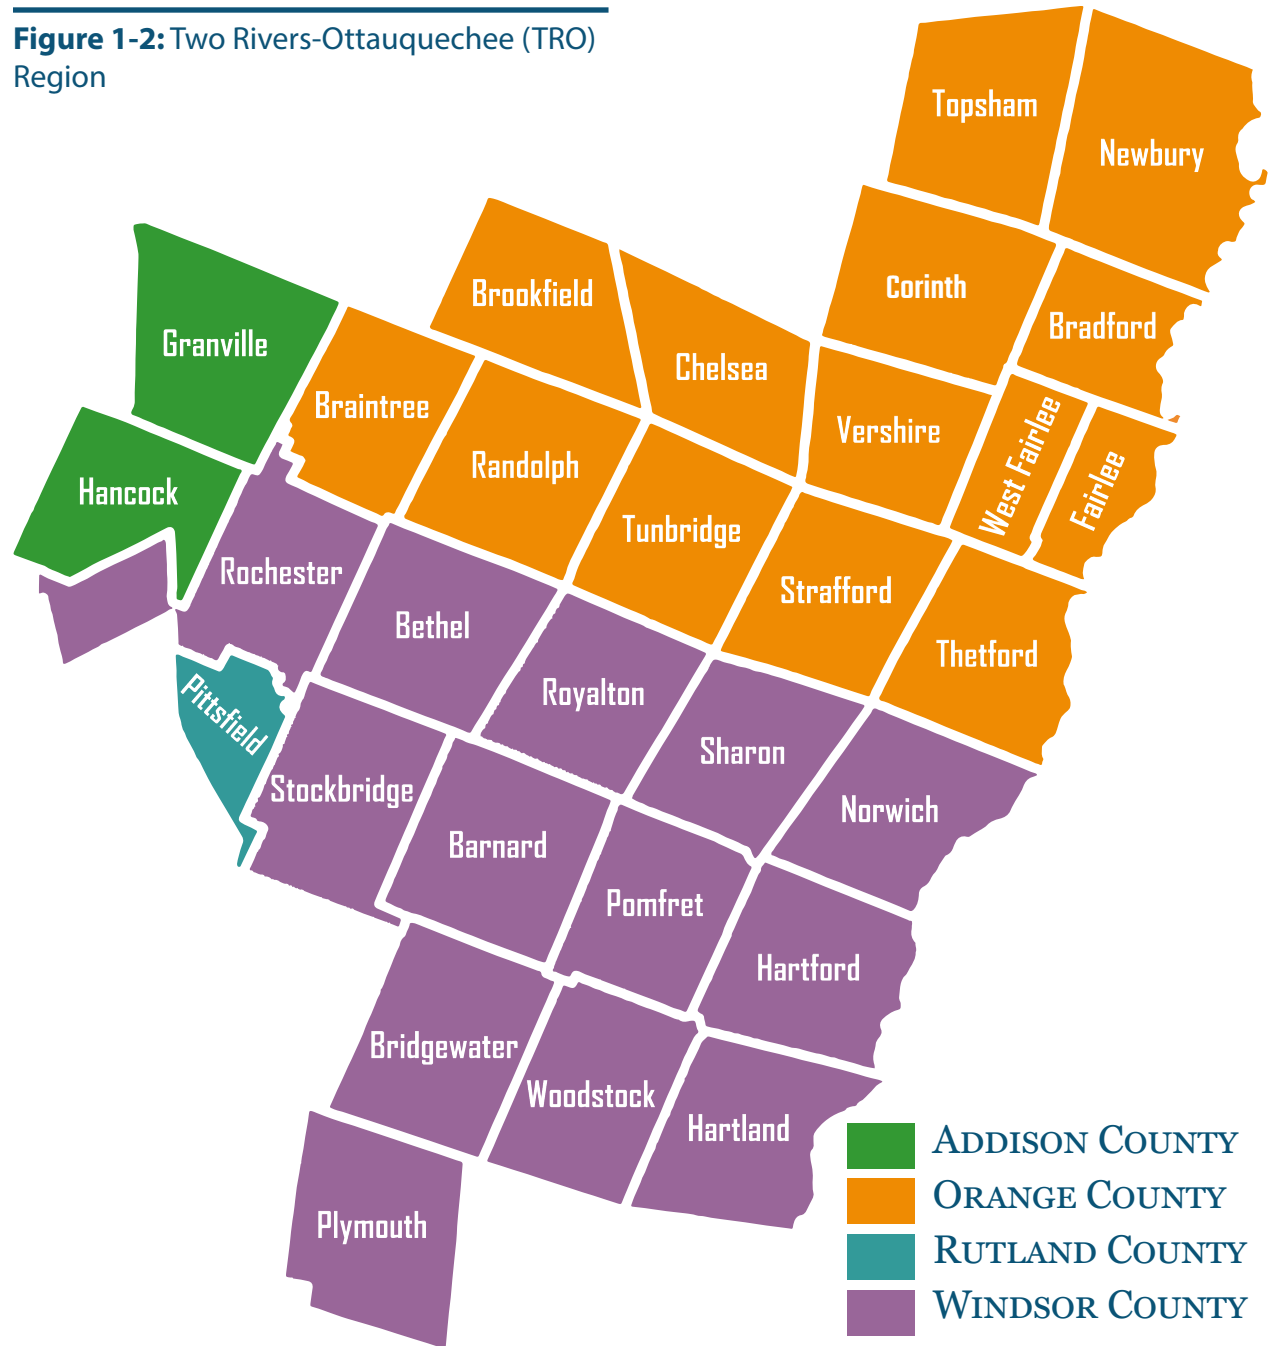 Figure 1-2: Two Rivers-Ottauquechee (TRO)
Region
Topsham
Newbury
Corinth
Brookfield
Bradford
Granville
Chelsea
Braintree
Vershire
West Fairlee
Randolph
Fairlee
Hancock
Tunbridge
Rochester
Strafford
Bethel
Thetford
Royalton
Pittsfield
Sharon
Stockbridge
Norwich
Barnard
Pomfret
Hartford
Bridgewater
Woodstock
Hartland
Plymouth
Addison County
Orange County
Rutland County
Windsor County